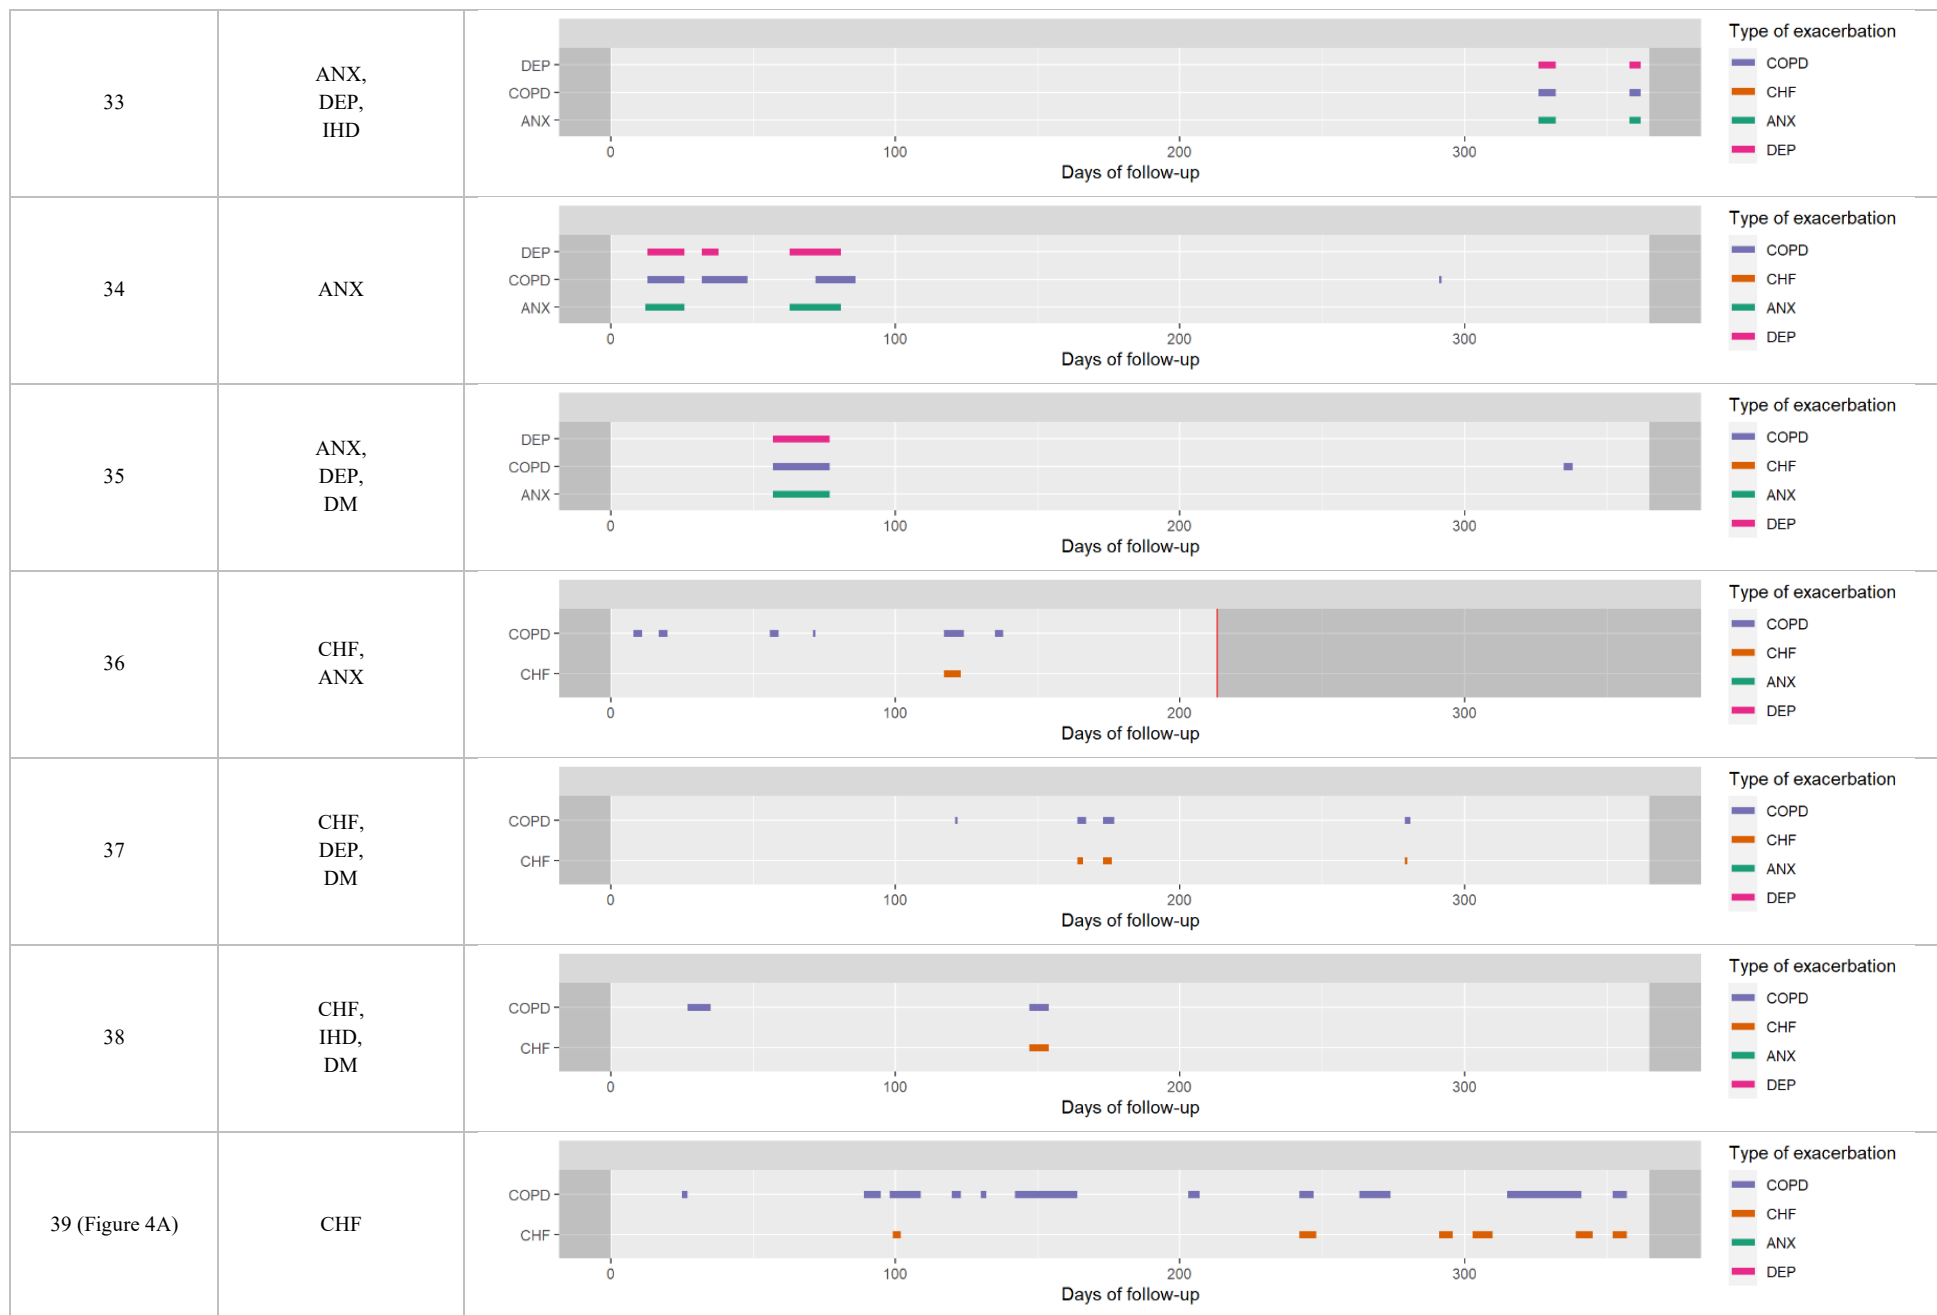 33
ANX,
DEP,
IHD
DEP
COPD
ANX
0 100 200 300
Days of follow-up
Type of exacerbation
COPD
CHF
ANX
DEP
34
ANX
DEP
COPD
ANX
0 100 200 300
Days of follow-up
Type of exacerbation
COPD
CHF
ANX
DEP
35
ANX,
DEP,
DM
DEP
COPD
ANX
0 100 200 300
Days of follow-up
Type of exacerbation
COPD
CHF
ANX
DEP
36
CHF,
ANX
COPD
CHF
0 100 200 300
Days of follow-up
Type of exacerbation
COPD
CHF
ANX
DEP
37
CHF,
DEP,
DM
COPD
CHF
0 100 200 300
Days of follow-up
Type of exacerbation
COPD
CHF
ANX
DEP
38
CHF,
IHD,
DM
COPD
CHF
0 100 200 300
Days of follow-up
Type of exacerbation
COPD
CHF
ANX
DEP
39 (Figure 4A)
CHF
COPD
CHF
0 100 200 300
Days of follow-up
Type of exacerbation
COPD
CHF
ANX
DEP